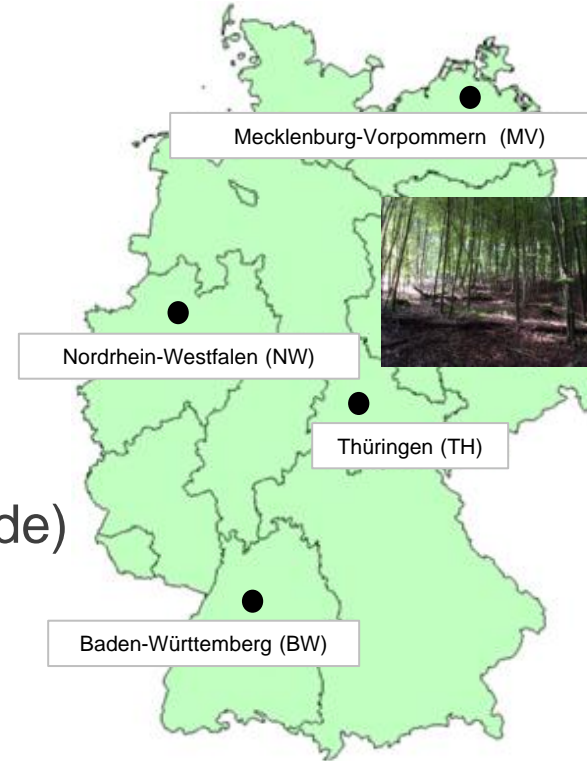 Mecklenburg-Vorpommern (MV)
Nordrhein-Westfalen (NW)
Thüringen (TH)
de)
Baden-Württemberg (BW)